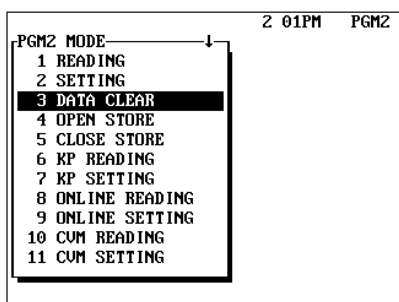 2 01PM PGM2
PGM2 MODE ↓
1 READING
2 SETTING
3 DATA CLEAR
4 OPEN STORE
5 CLOSE STORE
6 KP READING
7 KP SETTING
8 ONLINE READING
9 ONLINE SETTING
10 CVM READING
11 CVM SETTING